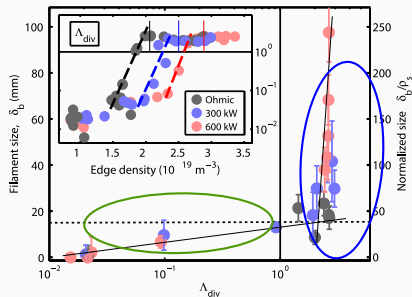 100
80
60
40
20
0
Filament size, δb (mm)
Λdiv
10^0
10^-1
10^-2
Ohmic
300 kW
600 kW
1 1.5 2 2.5 3 3.5
Edge density (10^19 m^-3)
250
200
150
100
50
0
Normalized size δb/ρs
10^-2 10^-1 10^0
Λdiv